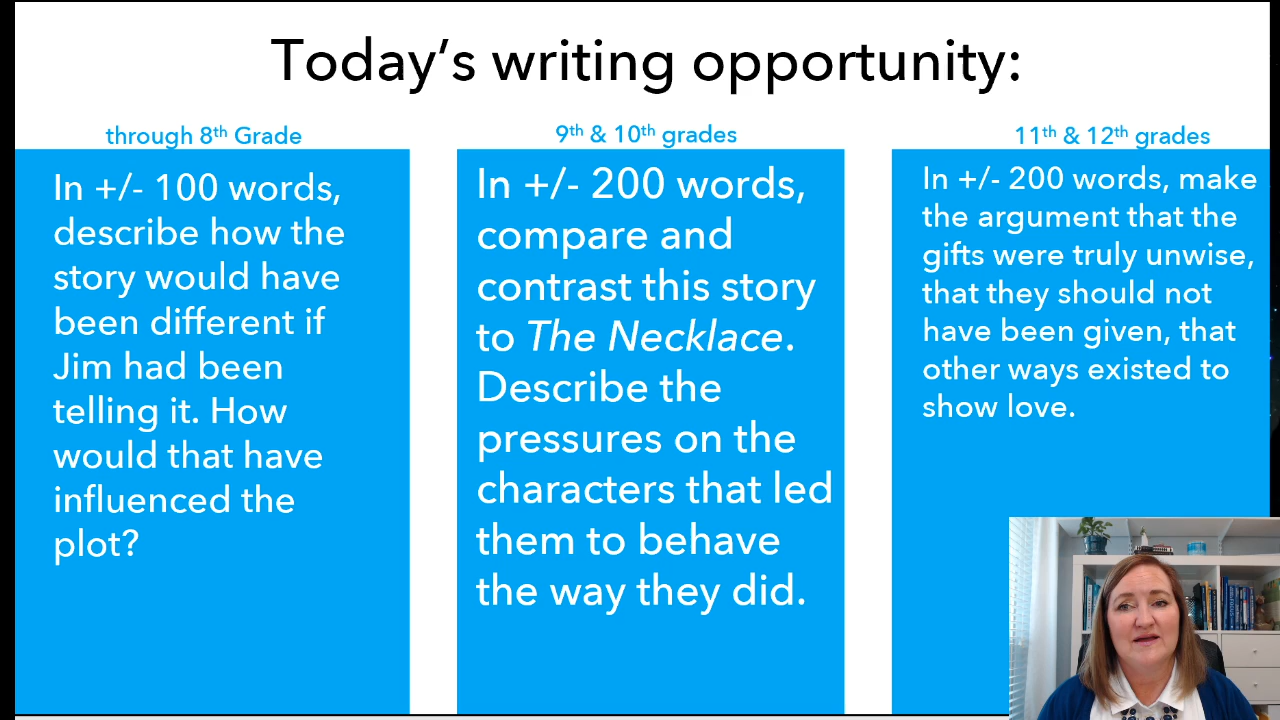 Today's writing opportunity:
through 8th Grade
In +/- 100 words,
describe how the
story would have
been different if
Jim had been
telling it. How
would that have
influenced the
plot?
9th & 10th grades
In +/- 200 words,
compare and
contrast this story
to The Necklace.
Describe the
pressures on the
characters that led
them to behave
the way they did.
11th & 12th grades
In +/- 200 words, make
the argument that the
gifts were truly unwise,
that they should not
have been given, that
other ways existed to
show love.